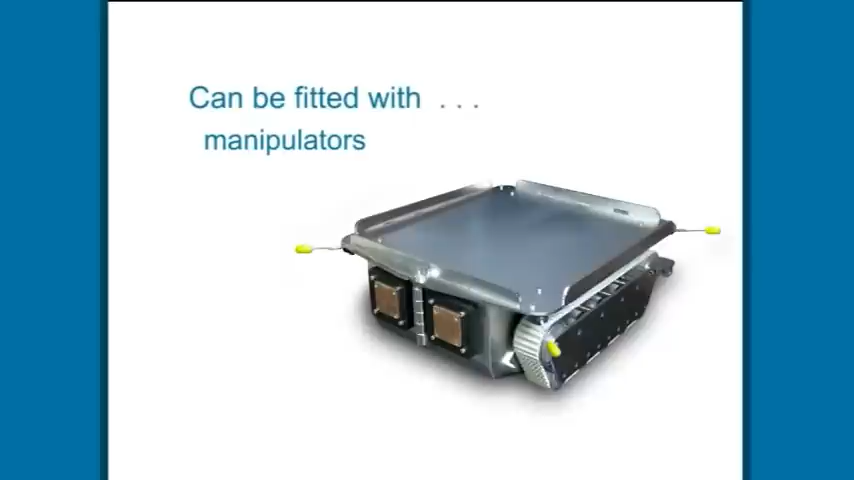 Can be fitted with . . .
manipulators